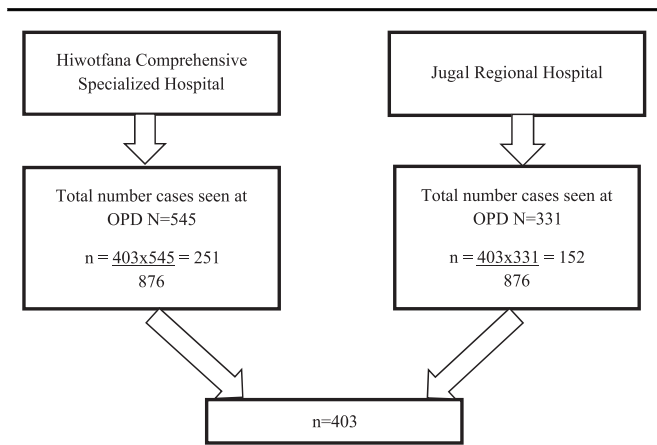 Hiwotfana Comprehensive
Specialized Hospital
Total number cases seen at
OPD N=545
n = 403x545 = 251
876
Jugal Regional Hospital
Total number cases seen at
OPD N=331
n = 403x331 = 152
876
n=403